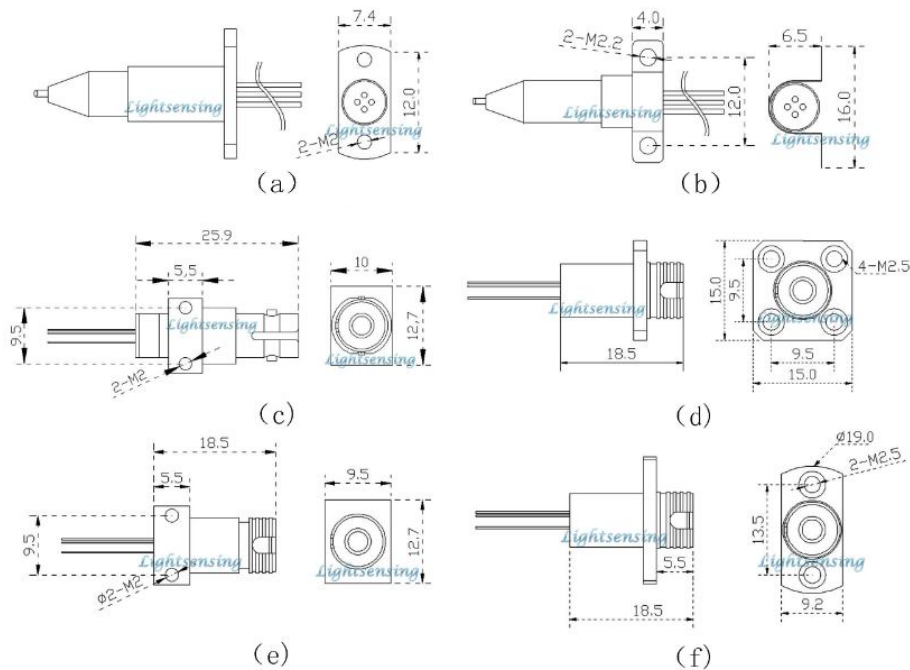 7.4
12.0
2-M2
Lightsensing
Lightsensing
(a)
4.0
2-M2.2
12.0
6.5
16.0
Lightsensing
Lightsensing
(b)
25.9
5,5
9.5
2-M2
Lightsensing
10
12.7
Lightsensing
(c)
18.5
Lightsensing
15.0
9.5
4-M2.5
9.5
15.0
Lightsensing
(d)
18.5
5.5
9.5
ø2-M2
Lightsensing
9.5
12.7
Lightsensing
(e)
5.5
18.5
Lightsensing
ø19.0
2-M2.5
13.5
9.2
Lightsensing
(f)